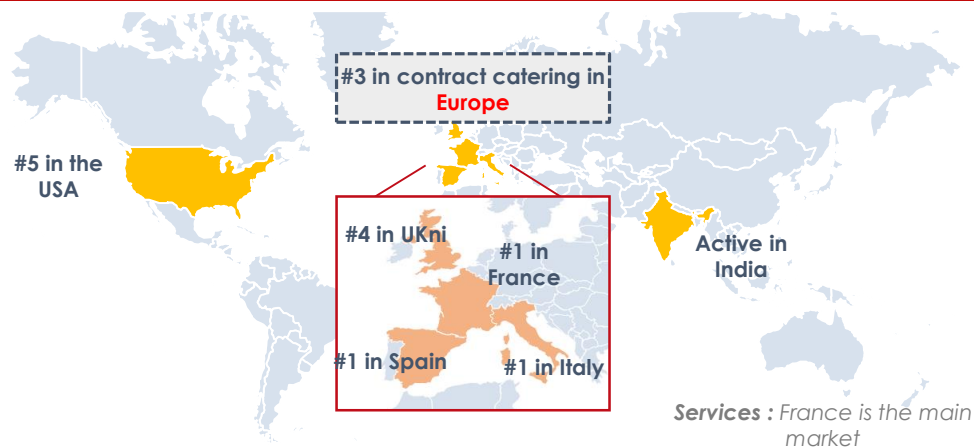 #3 in contract catering in
Europe
#5 in the
USA
#4 in UKni
#1 in
France
Active in
India
#1 in Spain
#1 in Italy
Services : France is the main
market